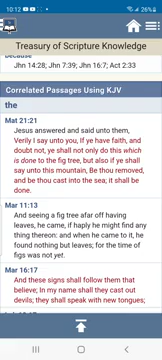 10:12
26%
Treasury of Scripture Knowledge
Because
Jhn 14:28; Jhn 7:39; Jhn 16:7; Act 2:33
Correlated Passages Using KJV
the
Mat 21:21
Jesus answered and said unto them,
Verily I say unto you, If ye have faith, and
doubt not, ye shall not only do this which
is done to the fig tree, but also if ye shall
say unto this mountain, Be thou removed,
and be thou cast into the sea; it shall be
done.
Mar 11:13
And seeing a fig tree afar off having
leaves, he came, if haply he might find any
thing thereon: and when he came to it, he
found nothing but leaves; for the time of
figs was not yet.
Mar 16:17
And these signs shall follow them that
believe; In my name shall they cast out
devils; they shall speak with new tongues;